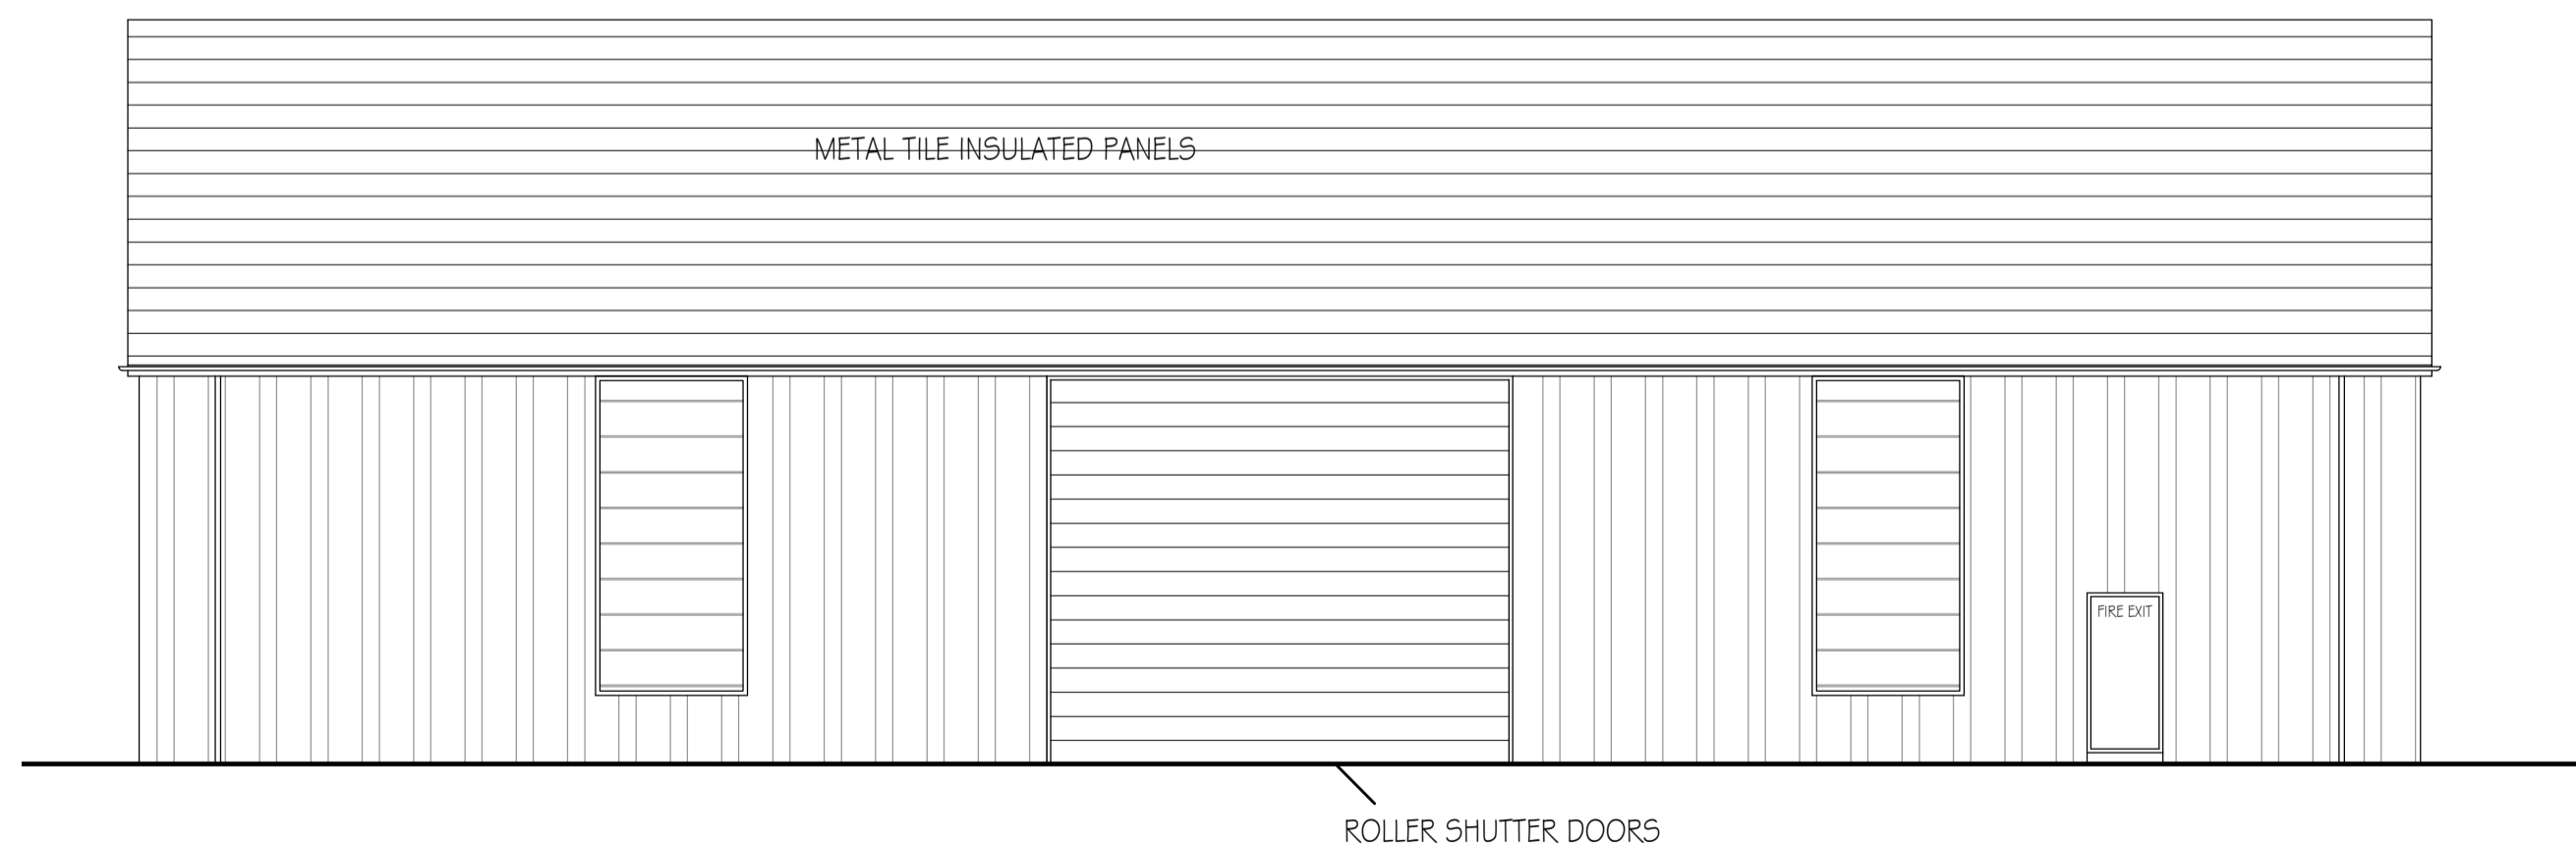 METAL TILE INSULATED PANELS
FIRE EXIT
ROLLER SHUTTER DOORS